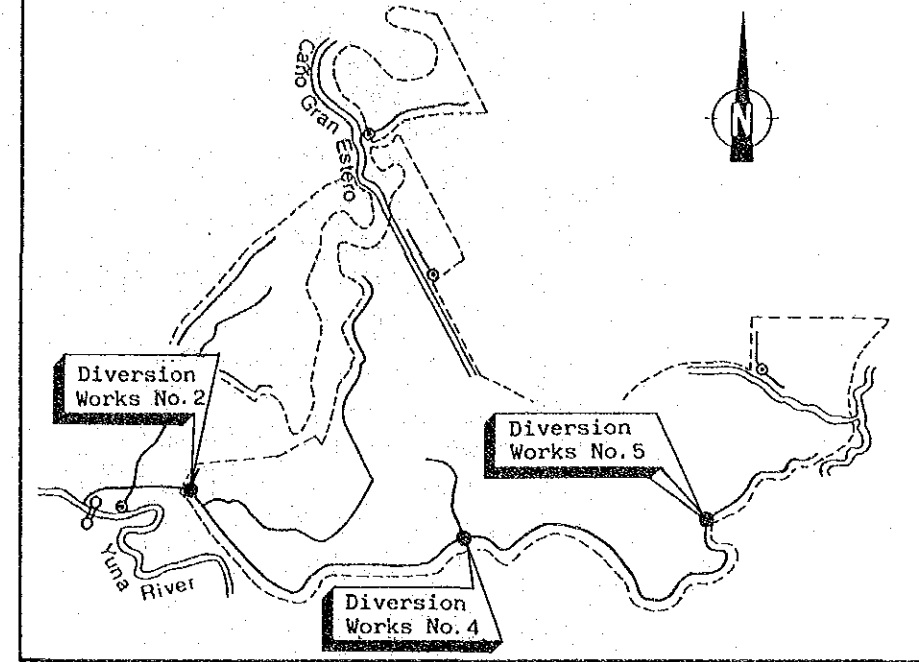 Caño Gran Estero
N
Diversion
Works No. 2
Diversion
Works No. 5
Yuna River
Diversion
Works No. 4